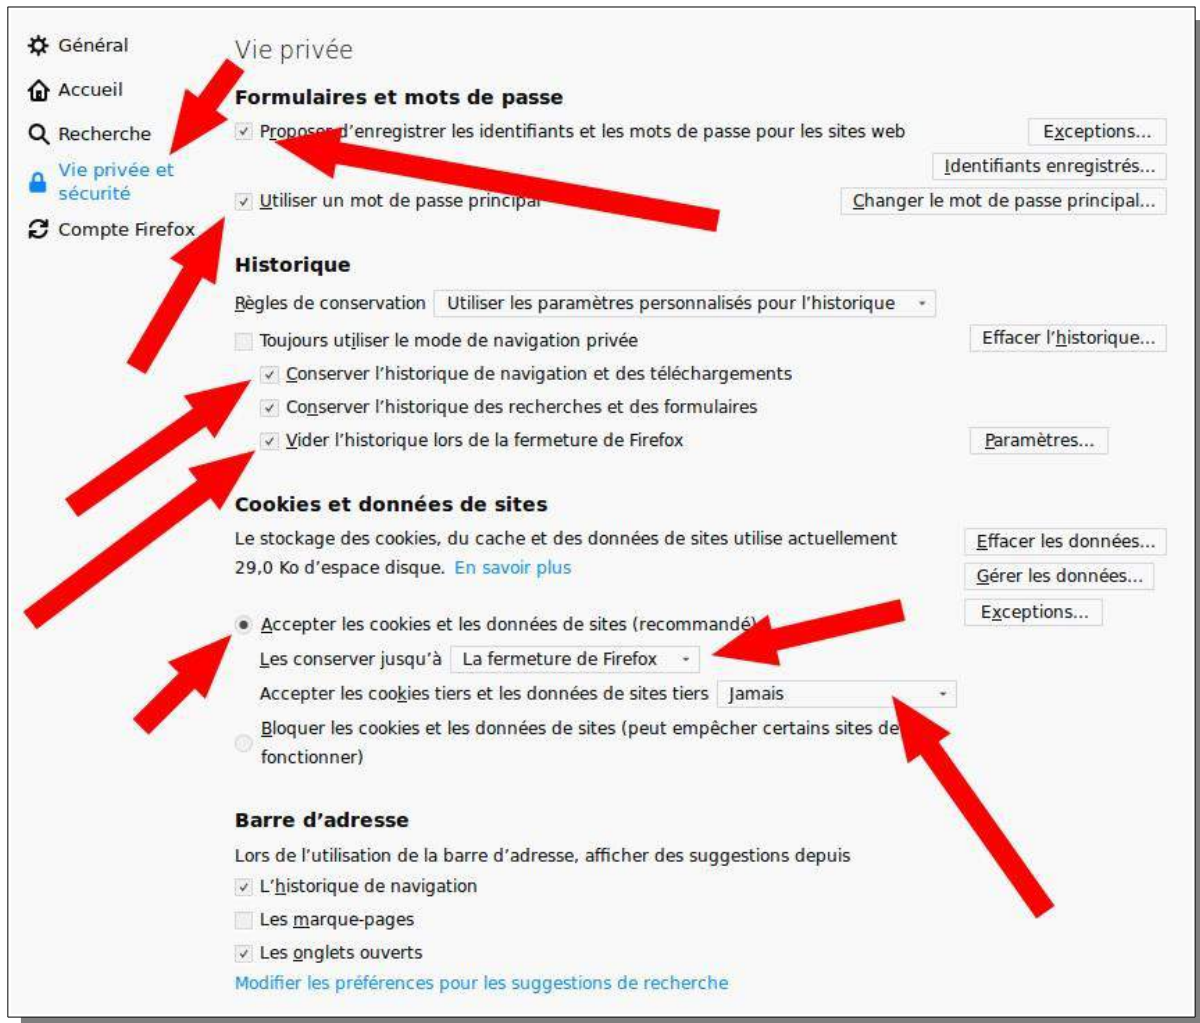 Général
Accueil
Recherche
Vie privée et
sécurité
Compte Firefox
Vie privée
Formulaires et mots de passe
Proposer d’enregistrer les identifiants et les mots de passe pour les sites web
Exceptions...
Identifiants enregistrés...
Utiliser un mot de passe principal
Changer le mot de passe principal...
Historique
Règles de conservation Utiliser les paramètres personnalisés pour l’historique
Toujours utiliser le mode de navigation privée
Effacer l’historique...
Conserver l’historique de navigation et des téléchargements
Conserver l’historique des recherches et des formulaires
Vider l’historique lors de la fermeture de Firefox
Paramètres...
Cookies et données de sites
Le stockage des cookies, du cache et des données de sites utilise actuellement
29,0 Ko d’espace disque. En savoir plus
Effacer les données...
Gérer les données...
Exceptions...
Accepter les cookies et les données de sites (recommandé)
Les conserver jusqu’à La fermeture de Firefox
Accepter les cookies tiers et les données de sites tiers Jamais
Bloquer les cookies et les données de sites (peut empêcher certains sites de
fonctionner)
Barre d’adresse
Lors de l’utilisation de la barre d’adresse, afficher des suggestions depuis
L’historique de navigation
Les marque-pages
Les onglets ouverts
Modifier les préférences pour les suggestions de recherche